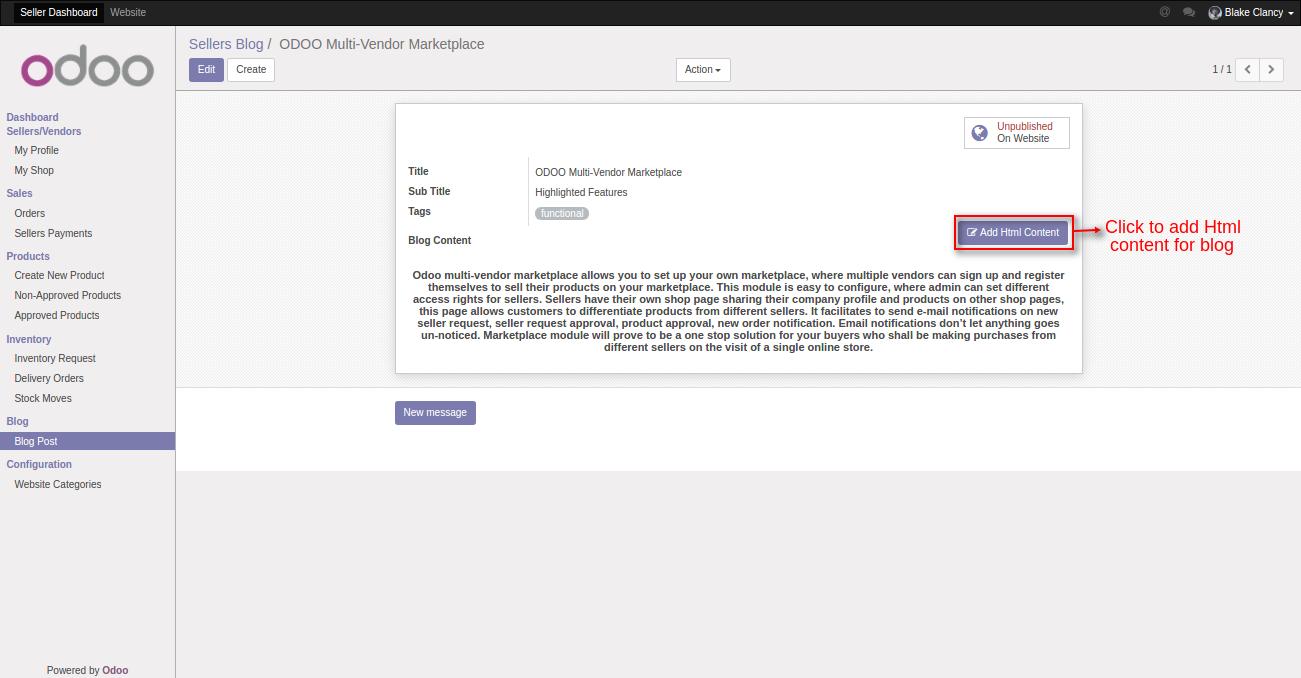 Seller Dashboard Website
Blake Clancy
odoo
Dashboard
Sellers/Vendors
My Profile
My Shop
Sales
Orders
Sellers Payments
Products
Create New Product
Non-Approved Products
Approved Products
Inventory
Inventory Request
Delivery Orders
Stock Moves
Blog
Blog Post
Configuration
Website Categories
Powered by Odoo
Sellers Blog / ODOO Multi-Vendor Marketplace
Edit Create Action 1 / 1
Unpublished
On Website
Title ODOO Multi-Vendor Marketplace
Sub Title Highlighted Features
Tags functional
Blog Content
Add Html Content
Click to add Html
content for blog
Odoo multi-vendor marketplace allows you to set up your own marketplace, where multiple vendors can sign up and register
themselves to sell their products on your marketplace. This module is easy to configure, where admin can set different
access rights for sellers. Sellers have their own shop page sharing their company profile and products on other shop pages,
this page allows customers to differentiate products from different sellers. It facilitates to send e-mail notifications on new
seller request, seller request approval, product approval, new order notification. Email notifications don't let anything goes
un-noticed. Marketplace module will prove to be a one stop solution for your buyers who shall be making purchases from
different sellers on the visit of a single online store.
New message